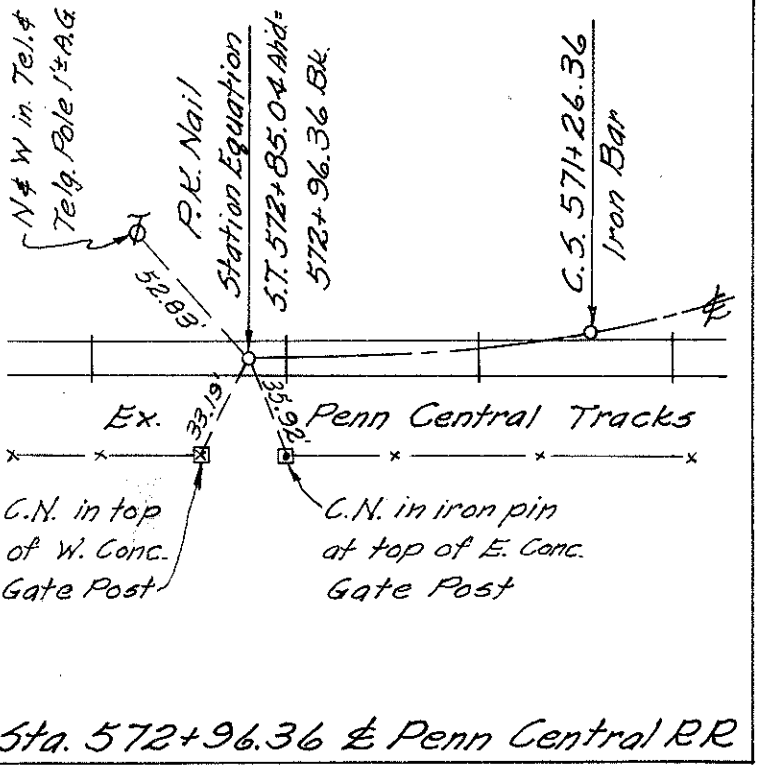 N & W in. Tel. &
Telg. Pole 1'± A.G
52.83'
P.K. Nail
Station Equation
S.T. 572+85.04 Ahd=
572+96.36 Bk.
C.S. 571+26.36
Iron Bar
℄
33.19'
35.92'
Ex. Penn Central Tracks
C.N. in top
of W. Conc.
Gate Post
C.N. in iron pin
at top of E. Conc.
Gate Post
Sta. 572+96.36 ℄ Penn Central RR